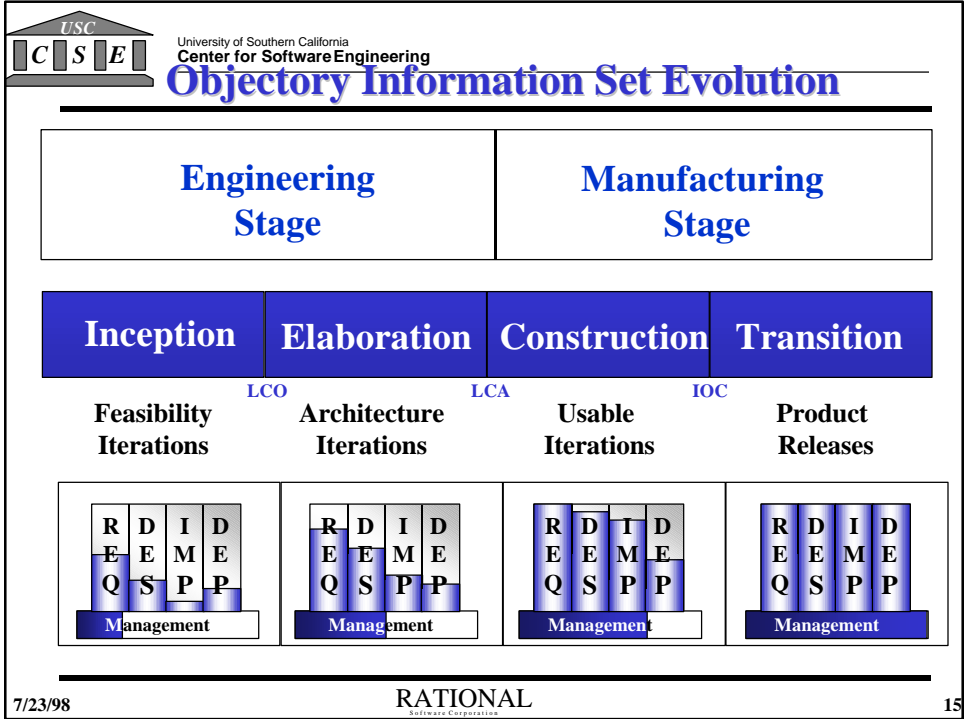 USC
C S E
University of Southern California
Center for Software Engineering
Objectory Information Set Evolution
Engineering
Stage
Manufacturing
Stage
Inception
Elaboration
Construction
Transition
LCO
LCA
IOC
Feasibility
Iterations
Architecture
Iterations
Usable
Iterations
Product
Releases
R D I D
E E M E
Q S P P
Management
R D I D
E E M E
Q S P P
Management
R D I D
E E M E
Q S P P
Management
R D I D
E E M E
Q S P P
Management
7/23/98
RATIONAL
Software Corporation
15